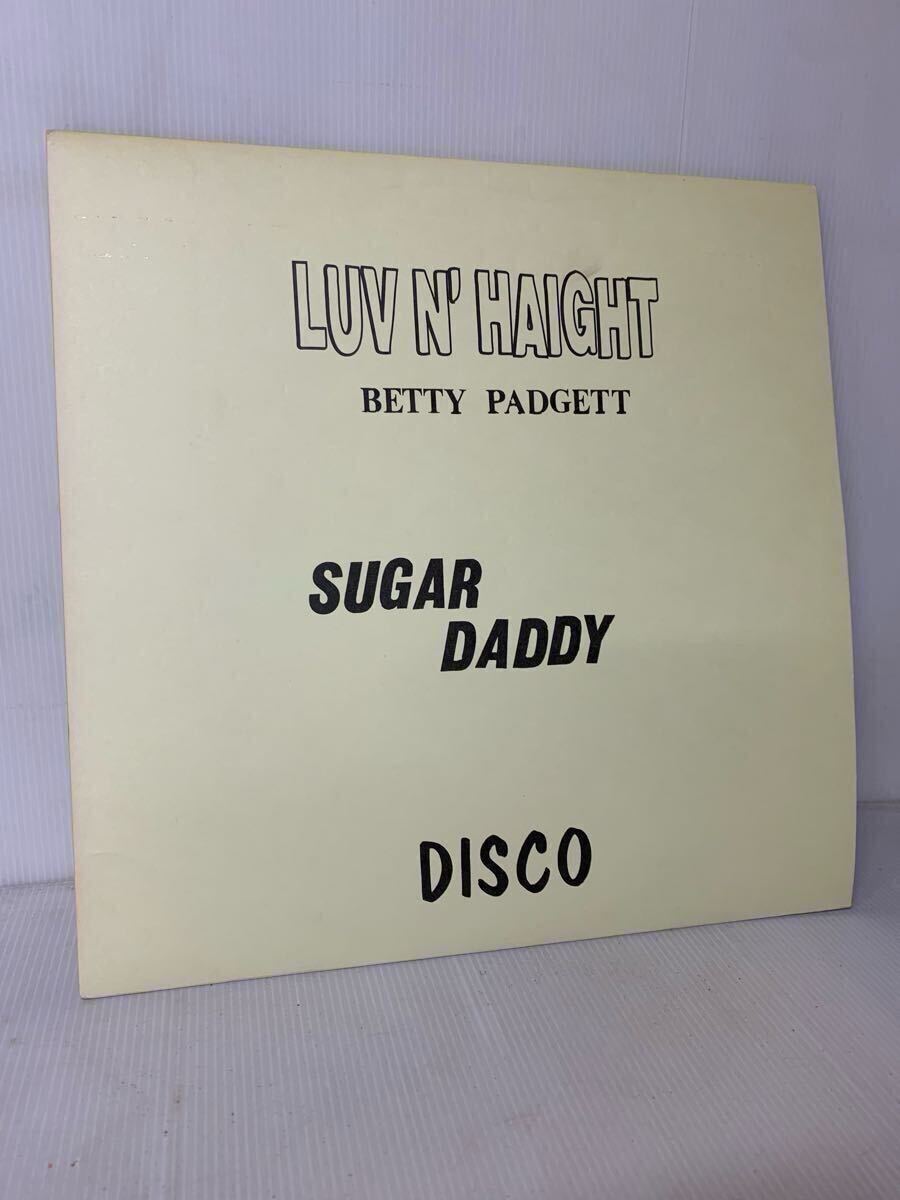 LUV N' HAIGHT
BETTY PADGETT
SUGAR
DADDY
DISCO